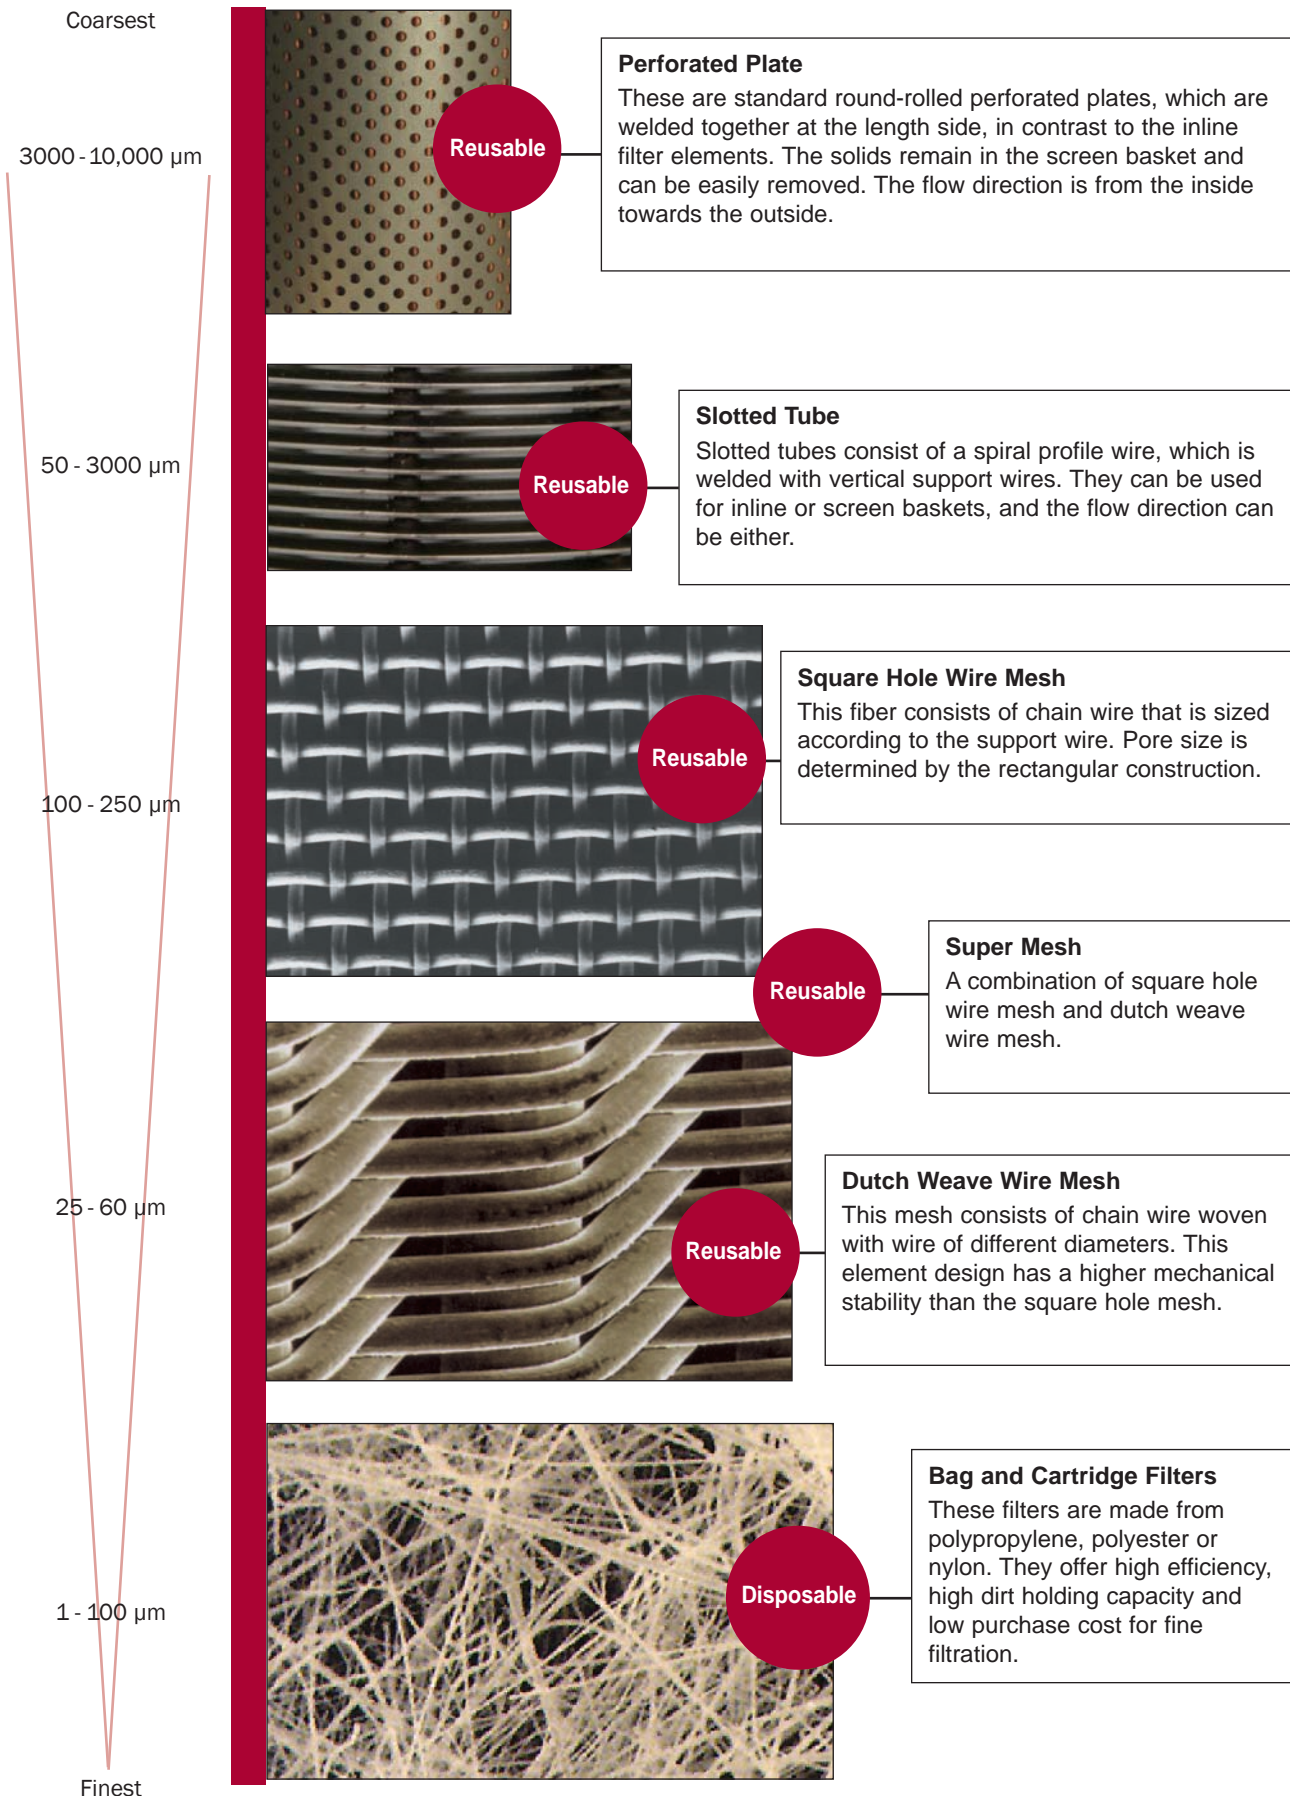 Coarsest
3000 - 10,000 µm
Reusable
Perforated Plate
These are standard round-rolled perforated plates, which are
welded together at the length side, in contrast to the inline
filter elements. The solids remain in the screen basket and
can be easily removed. The flow direction is from the inside
towards the outside.
50 - 3000 µm
Reusable
Slotted Tube
Slotted tubes consist of a spiral profile wire, which is
welded with vertical support wires. They can be used
for inline or screen baskets, and the flow direction can
be either.
100 - 250 µm
Reusable
Square Hole Wire Mesh
This fiber consists of chain wire that is sized
according to the support wire. Pore size is
determined by the rectangular construction.
Reusable
Super Mesh
A combination of square hole
wire mesh and dutch weave
wire mesh.
25 - 60 µm
Reusable
Dutch Weave Wire Mesh
This mesh consists of chain wire woven
with wire of different diameters. This
element design has a higher mechanical
stability than the square hole mesh.
1 - 100 µm
Disposable
Bag and Cartridge Filters
These filters are made from
polypropylene, polyester or
nylon. They offer high efficiency,
high dirt holding capacity and
low purchase cost for fine
filtration.
Finest